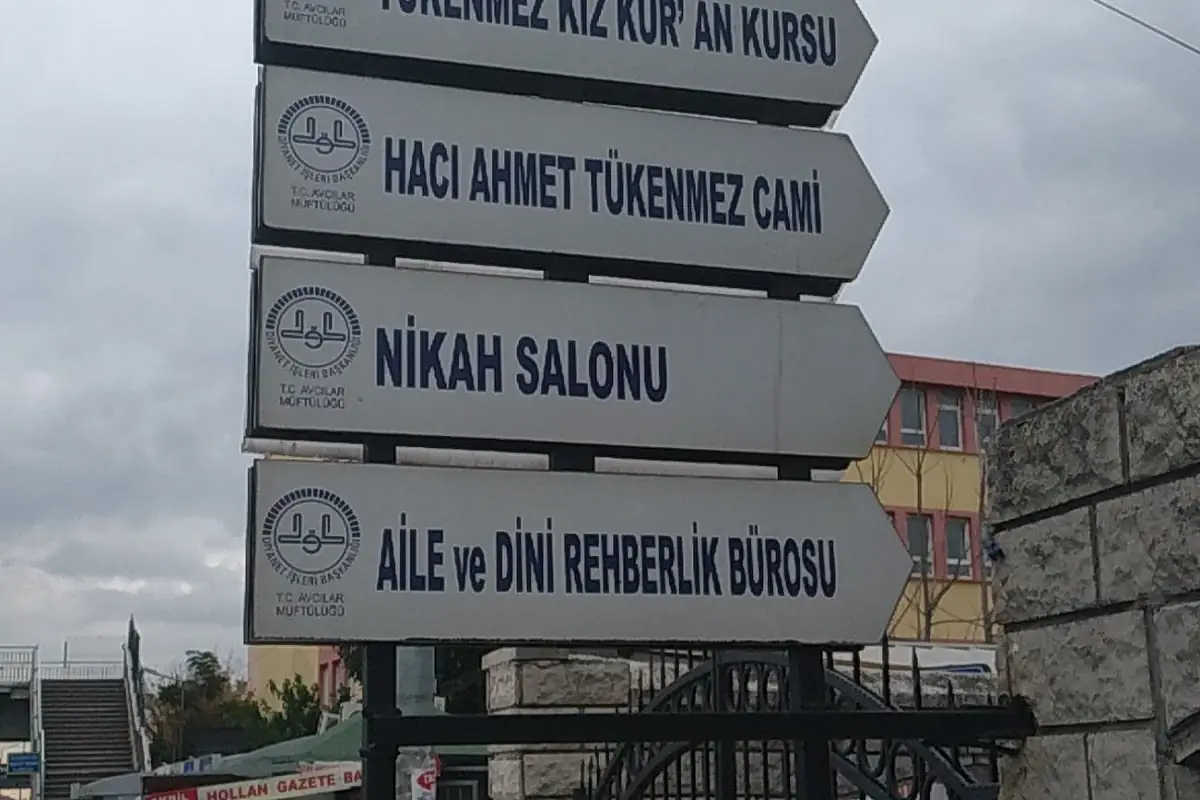 T.C. AVCILAR
MÜFTÜLÜĞÜ
TÜKENMEZ KIZ KUR' AN KURSU
DİYANET İŞLERİ BAŞKANLIĞI
T.C. AVCILAR
MÜFTÜLÜĞÜ
HACI AHMET TÜKENMEZ CAMİ
DİYANET İŞLERİ BAŞKANLIĞI
T.C. AVCILAR
MÜFTÜLÜĞÜ
NİKAH SALONU
DİYANET İŞLERİ BAŞKANLIĞI
T.C. AVCILAR
MÜFTÜLÜĞÜ
AİLE ve DİNİ REHBERLİK BÜROSU
HOLLAN GAZETE BA